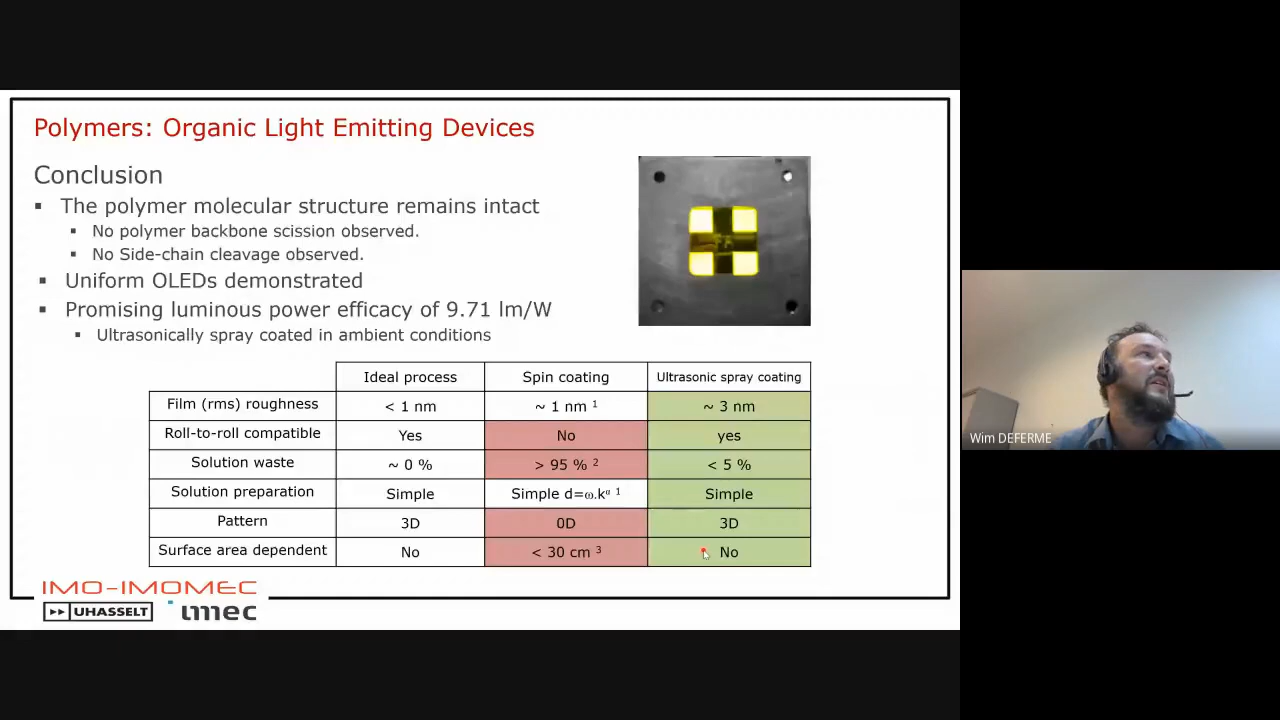 Polymers: Organic Light Emitting Devices
Conclusion
▪ The polymer molecular structure remains intact
▪ No polymer backbone scission observed.
▪ No Side-chain cleavage observed.
▪ Uniform OLEDs demonstrated
▪ Promising luminous power efficacy of 9.71 lm/W
▪ Ultrasonically spray coated in ambient conditions
Ideal process Spin coating Ultrasonic spray coating
Film (rms) roughness < 1 nm ~ 1 nm ¹ ~ 3 nm
Roll-to-roll compatible Yes No yes
Solution waste ~ 0 % > 95 % ² < 5 %
Solution preparation Simple Simple d=ω.kᵅ ¹ Simple
Pattern 3D 0D 3D
Surface area dependent No < 30 cm ³ No
IMO-IMOMEC
UHASSELT imec
Wim DEFERME